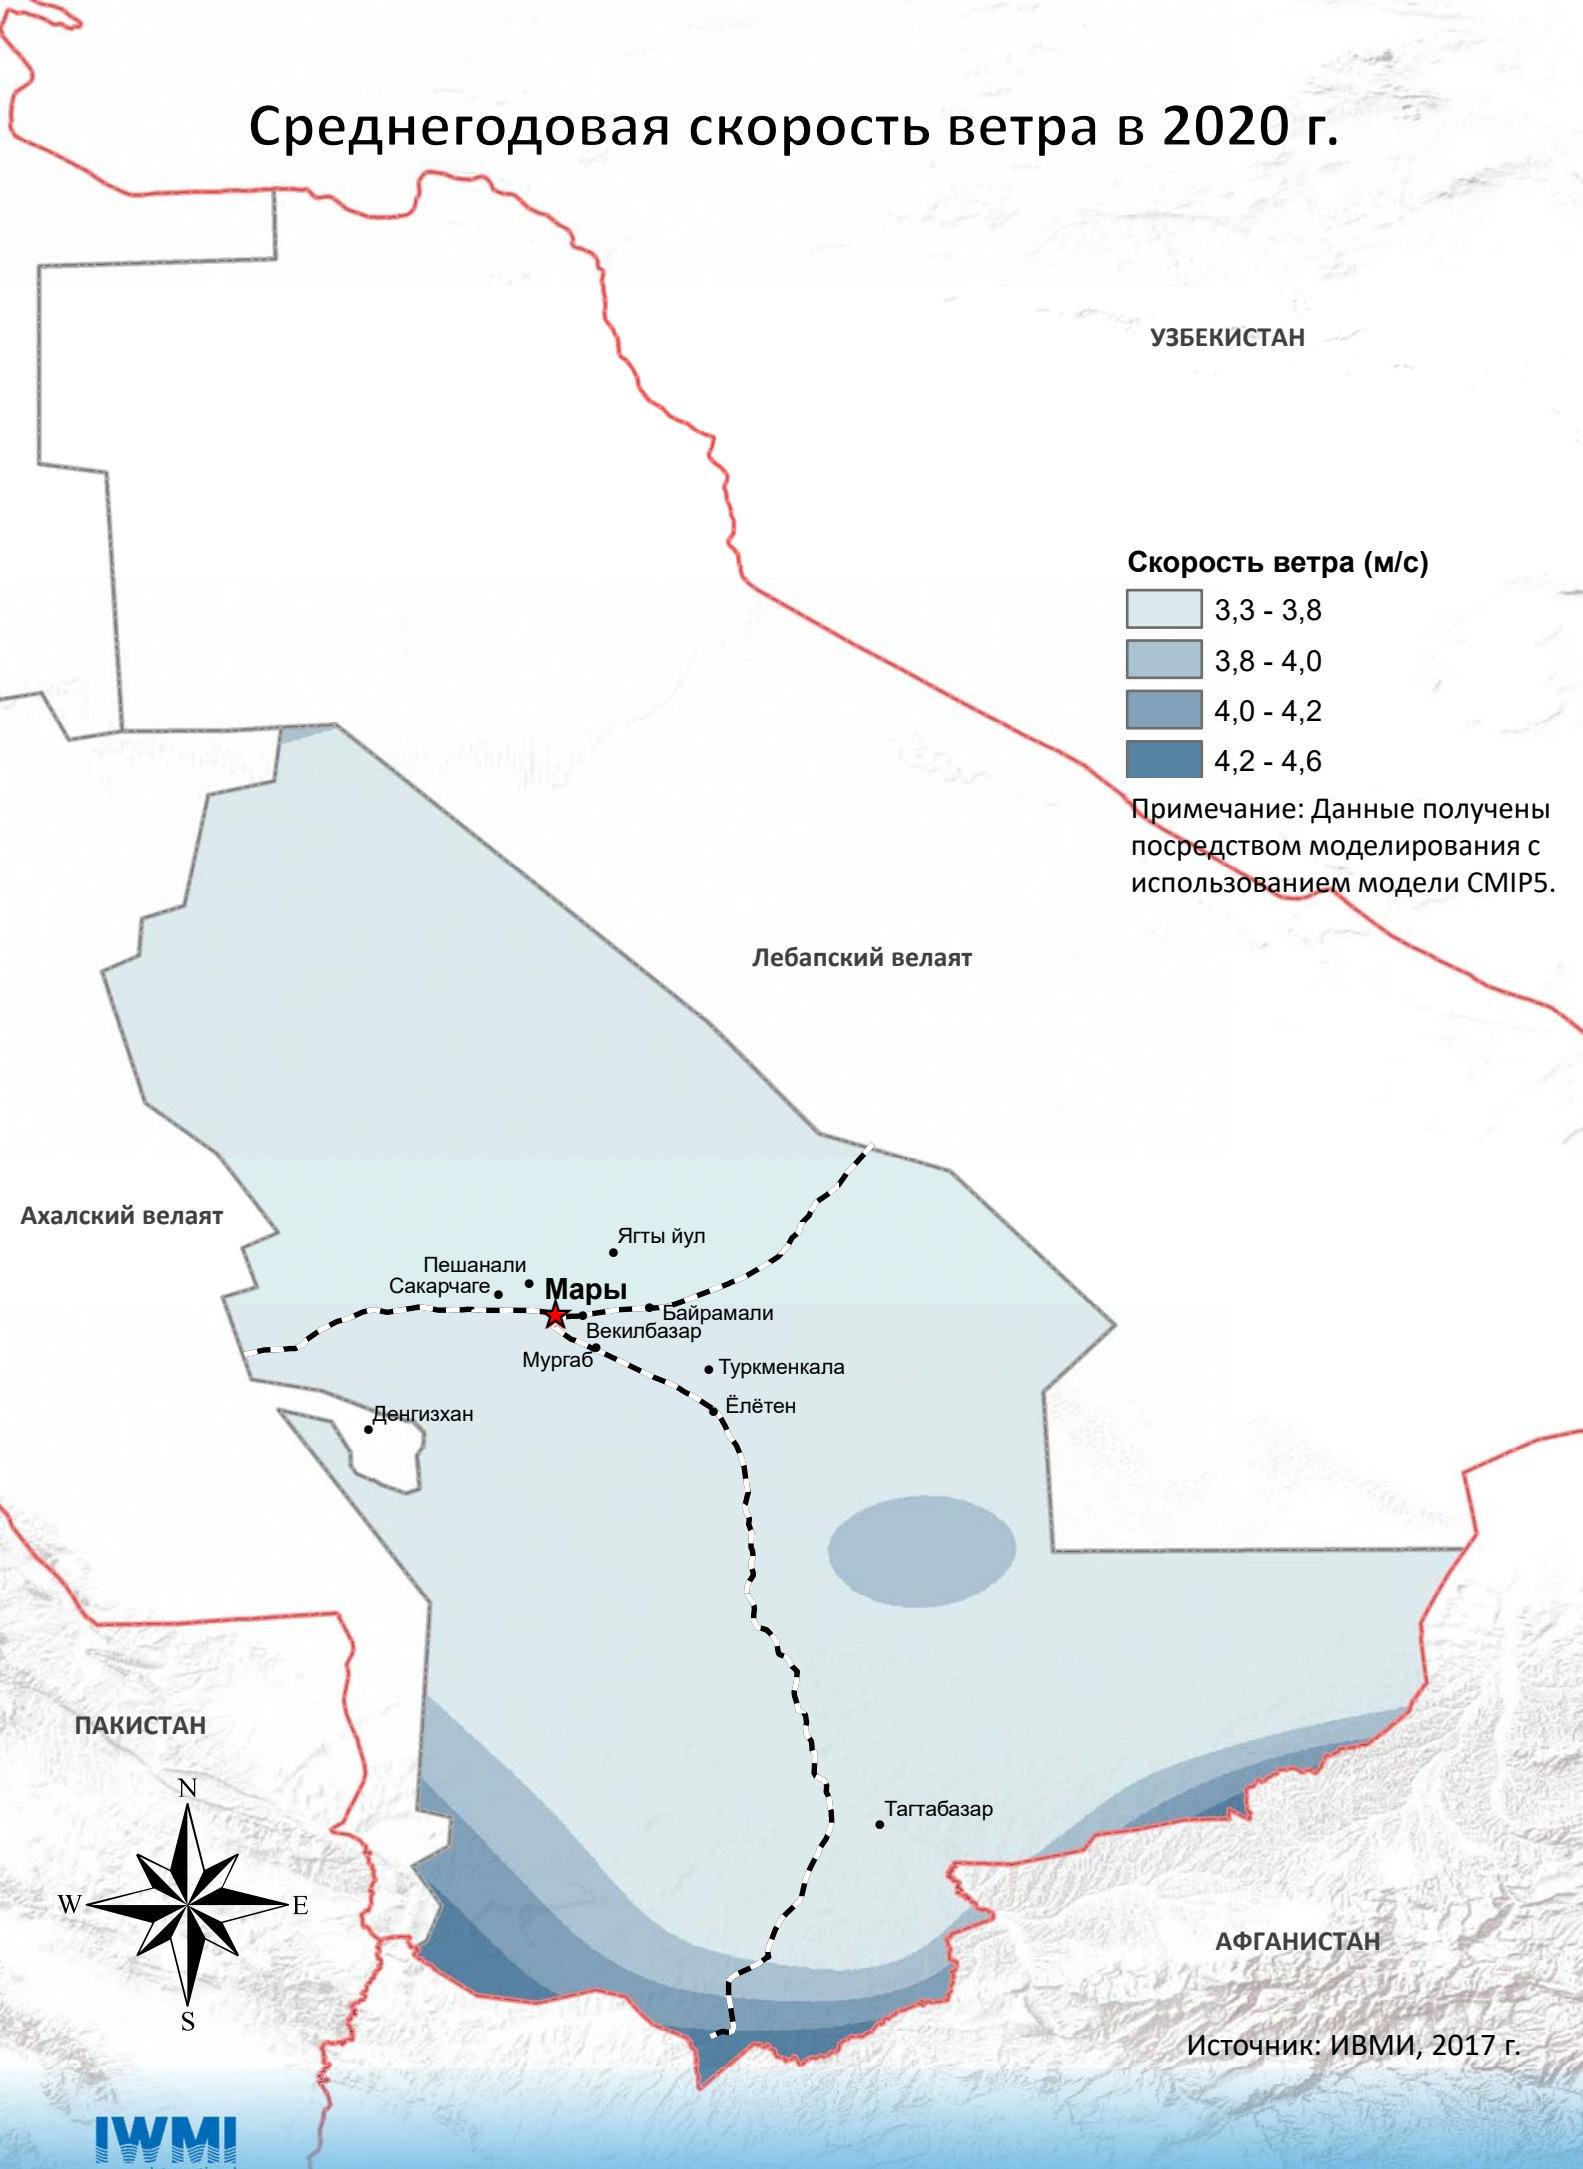 Среднегодовая скорость ветра в 2020 г.
УЗБЕКИСТАН
Скорость ветра (м/с)
3,3 - 3,8
3,8 - 4,0
4,0 - 4,2
4,2 - 4,6
Примечание: Данные получены
посредством моделирования с
использованием модели CMIP5.
Лебапский велаят
Ахалский велаят
Ягты йул
Пешанали
Сакарчаге
Мары
Байрамали
Векилбазар
Мургаб
Туркменкала
Ёлётен
Денгизхан
ПАКИСТАН
N
W
E
S
Тагтабазар
АФГАНИСТАН
Источник: ИВМИ, 2017 г.
IWMI